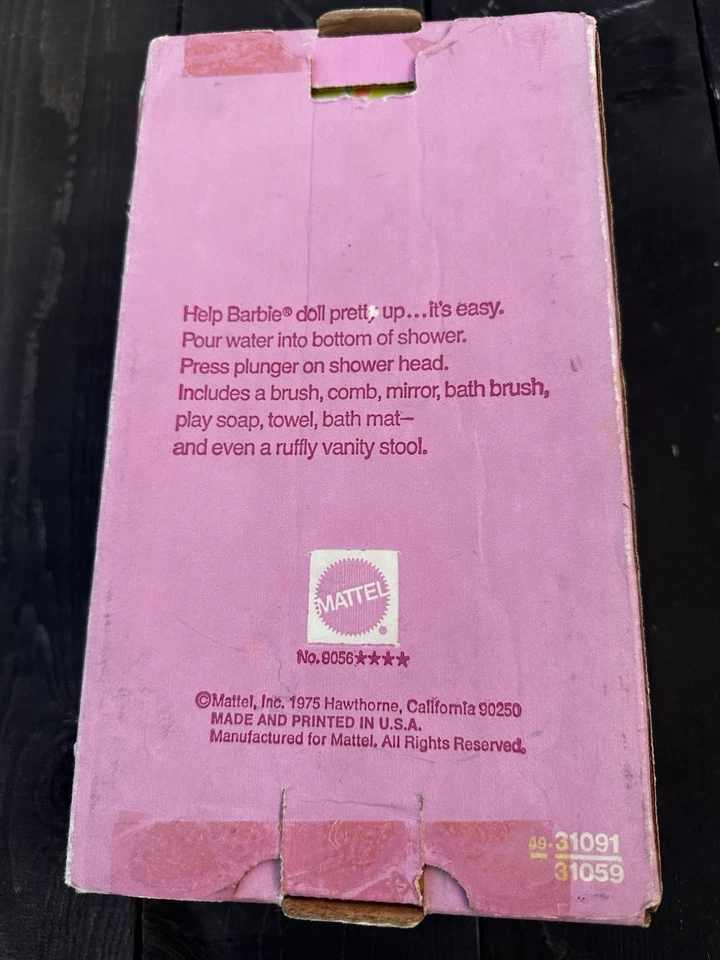 Help Barbie® doll pretty up...it's easy.
Pour water into bottom of shower.
Press plunger on shower head.
Includes a brush, comb, mirror, bath brush,
play soap, towel, bath mat—
and even a ruffly vanity stool.
MATTEL
®
No. 9056★★★★
©Mattel, Inc. 1975 Hawthorne, California 90250
MADE AND PRINTED IN U.S.A.
Manufactured for Mattel. All Rights Reserved.
49-31091
31059